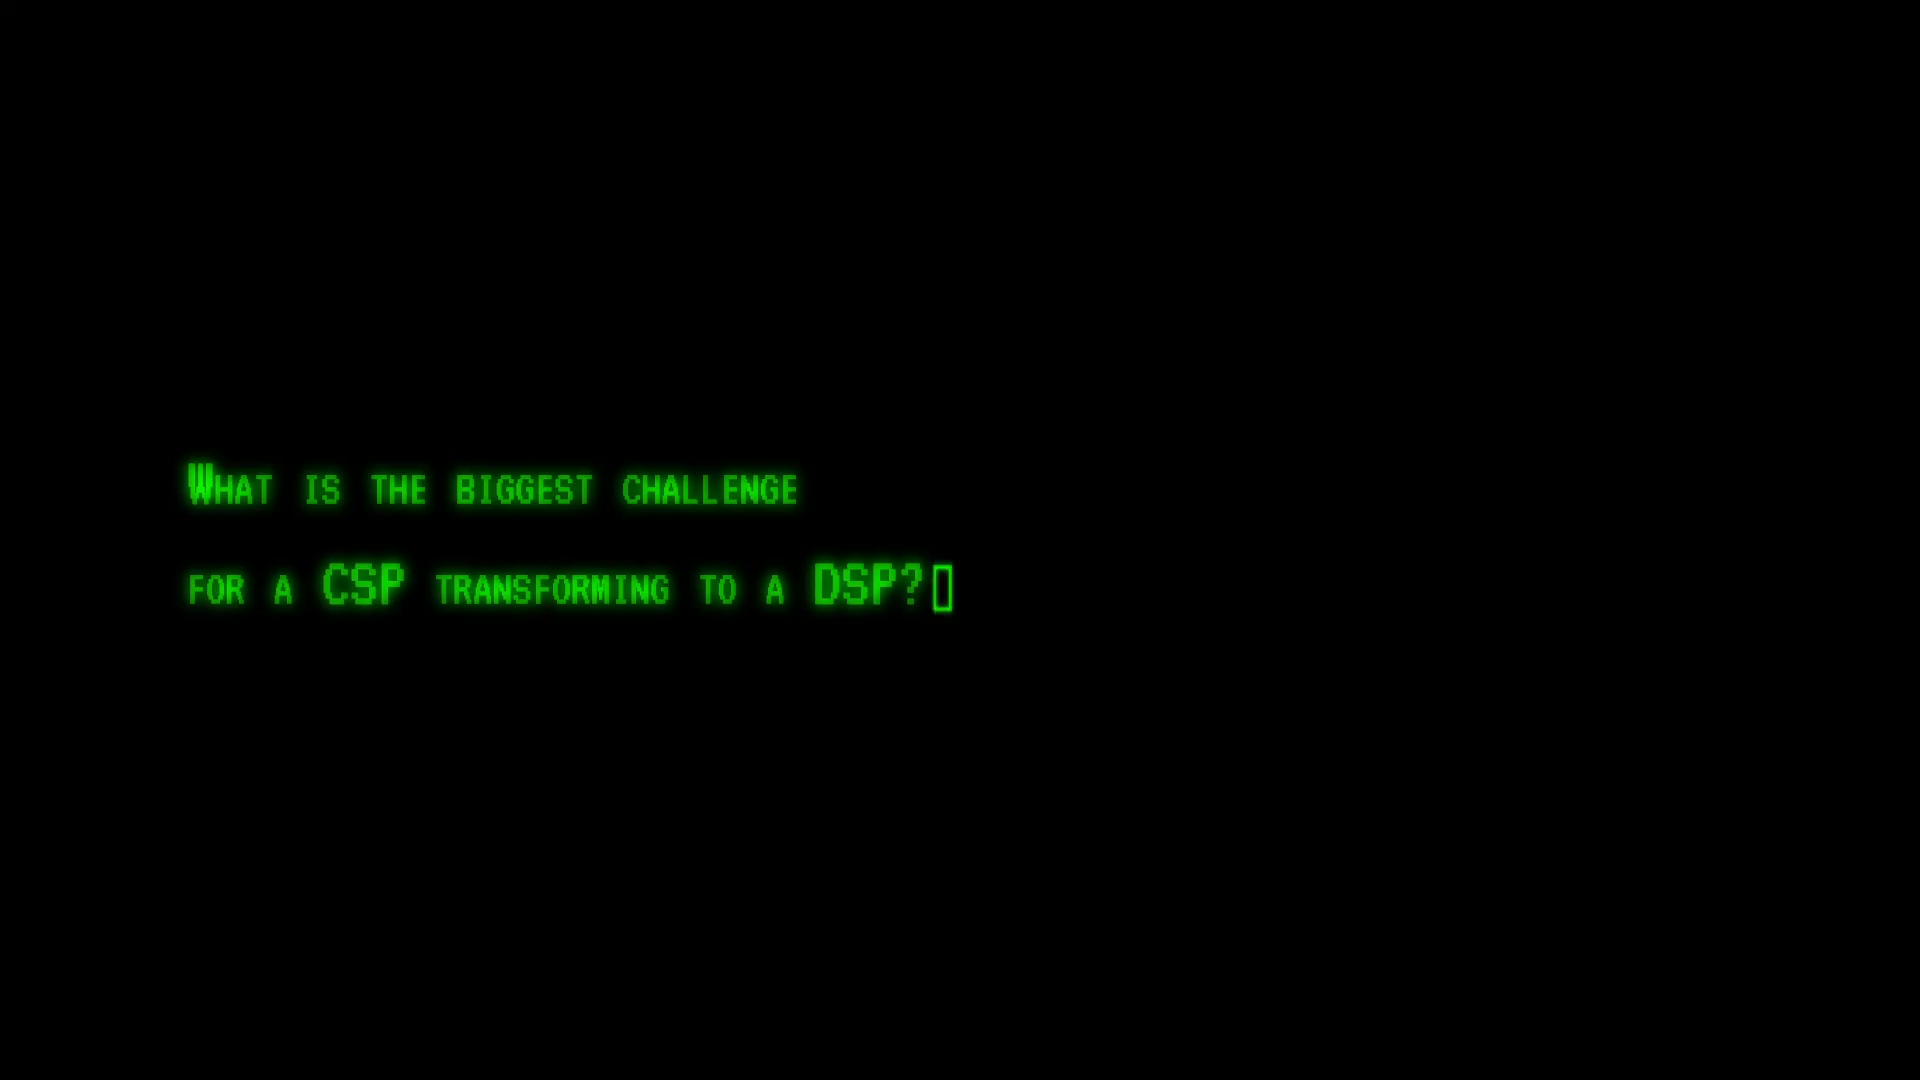 What is the biggest challenge
for a CSP transforming to a DSP?